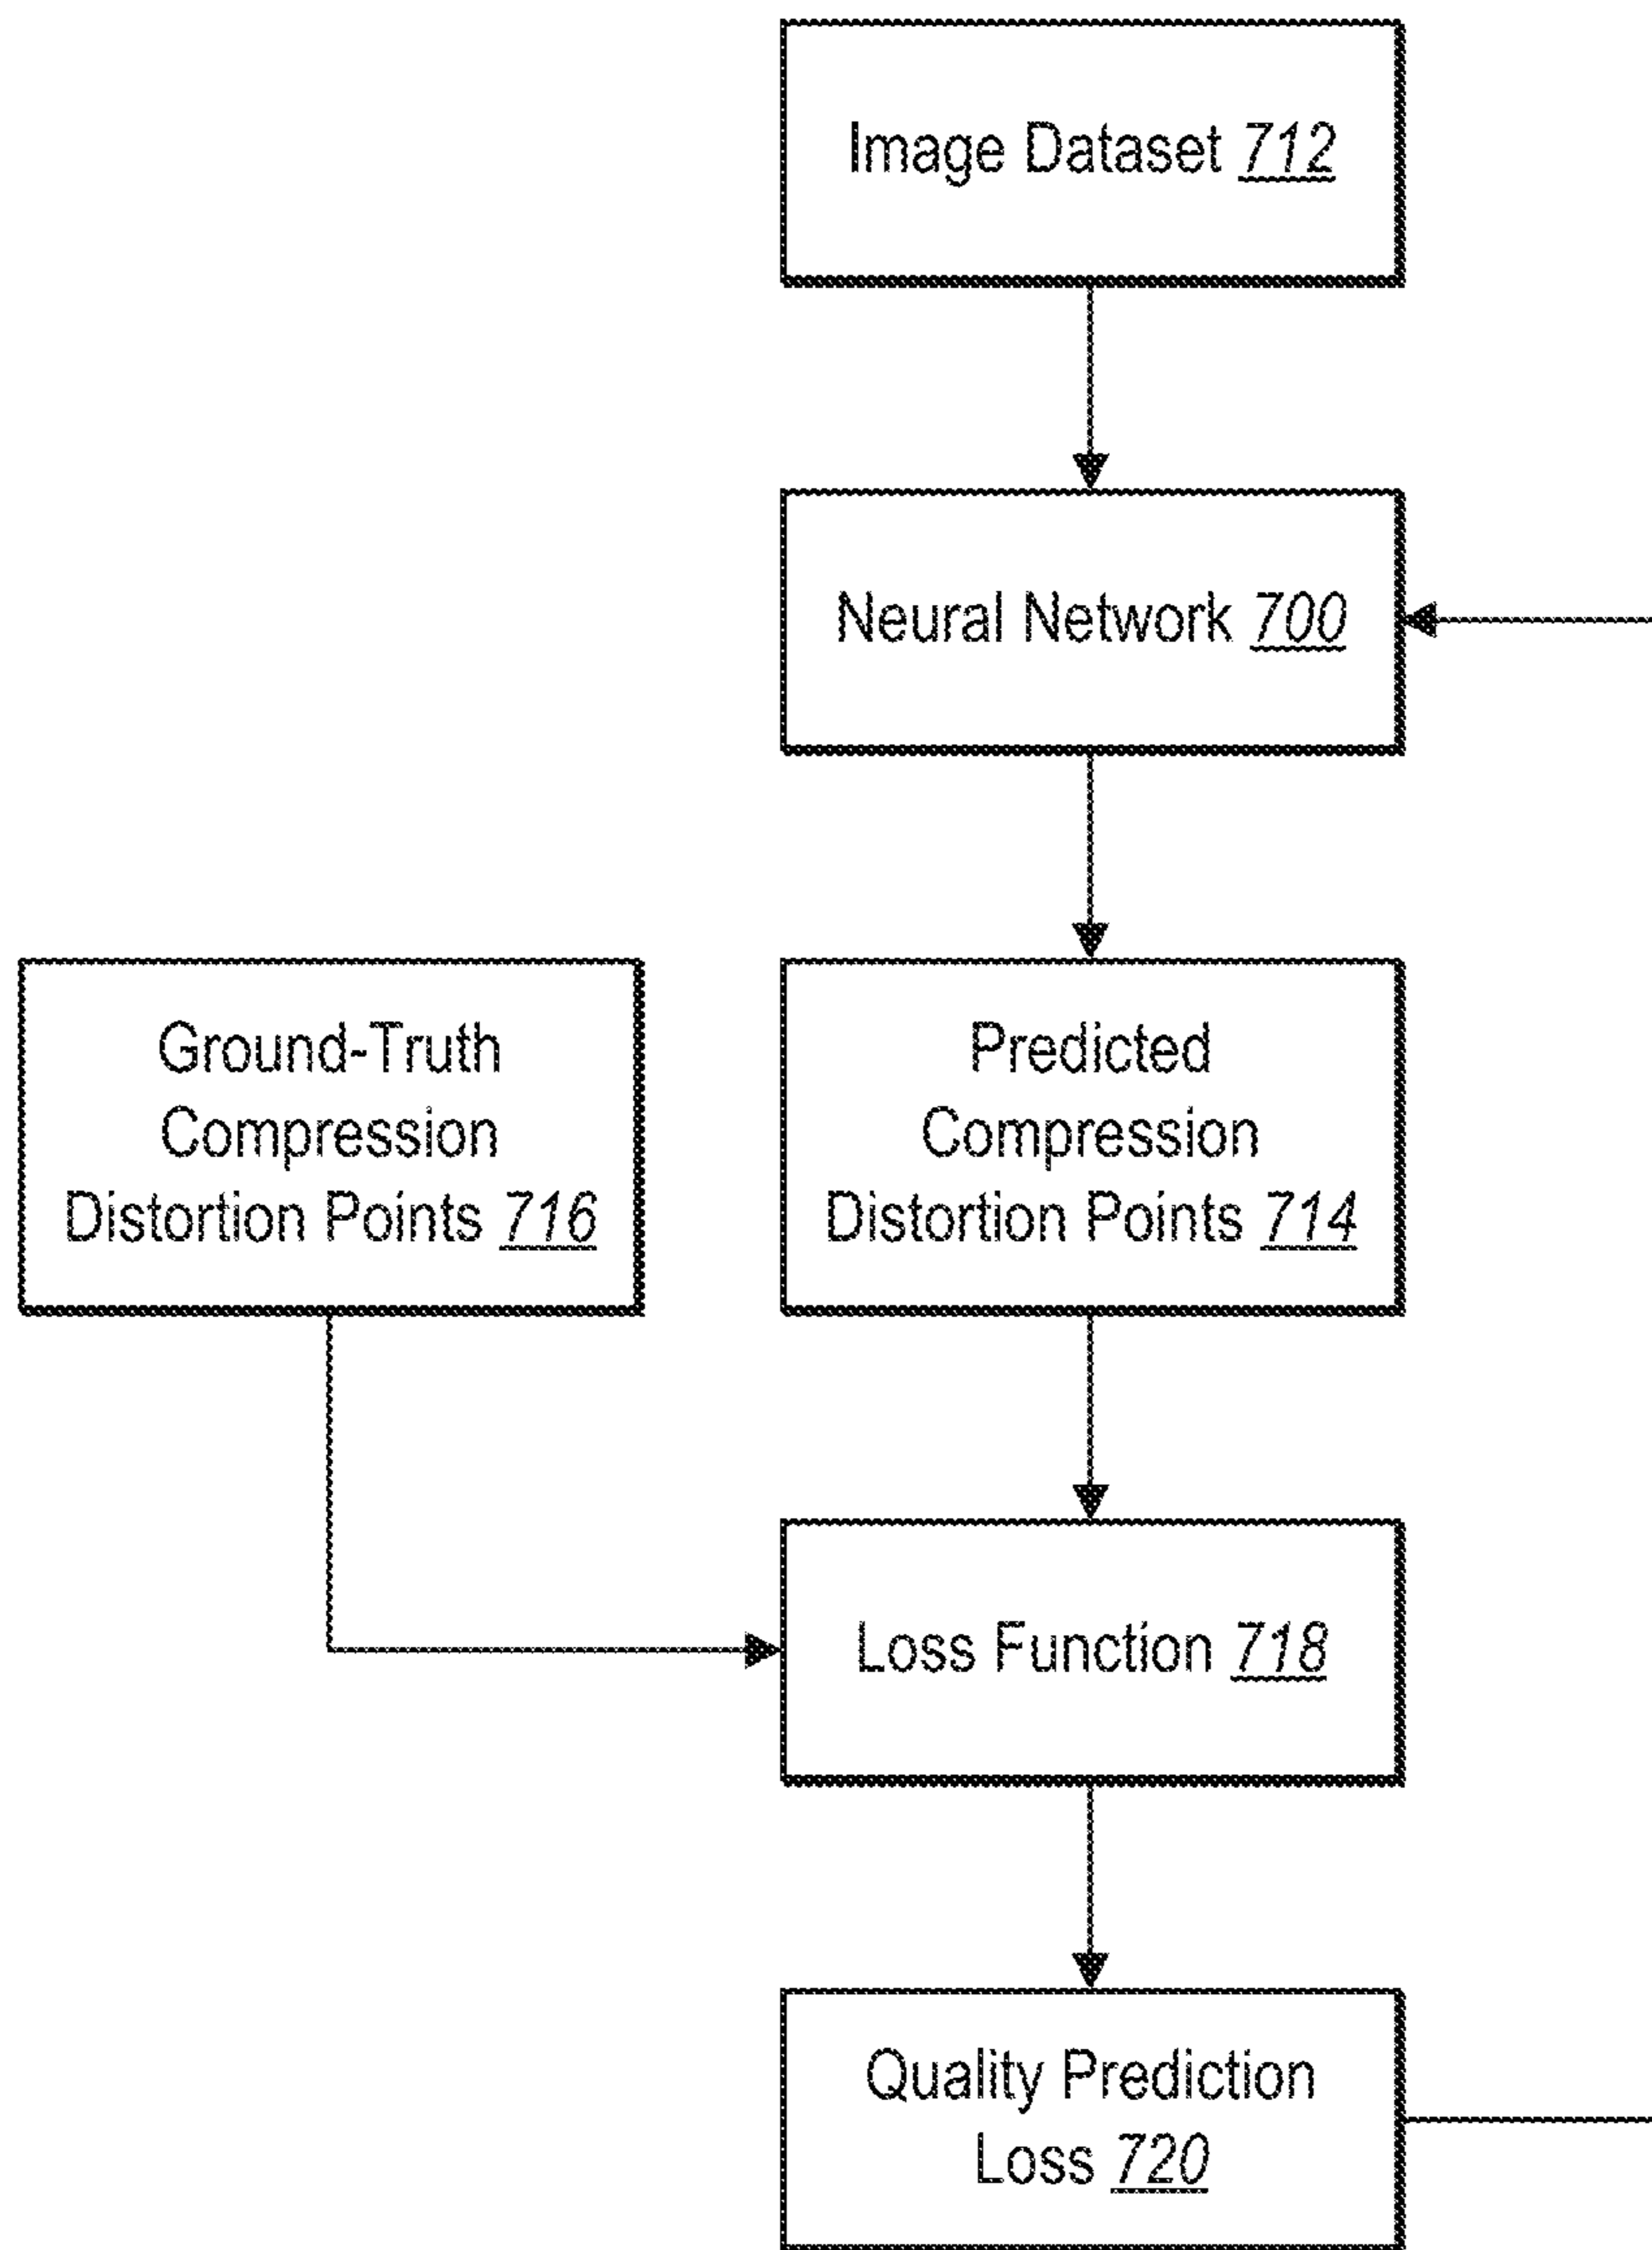 Image Dataset 712
Neural Network 700
Ground-Truth
Compression
Distortion Points 716
Predicted
Compression
Distortion Points 714
Loss Function 718
Quality Prediction
Loss 720